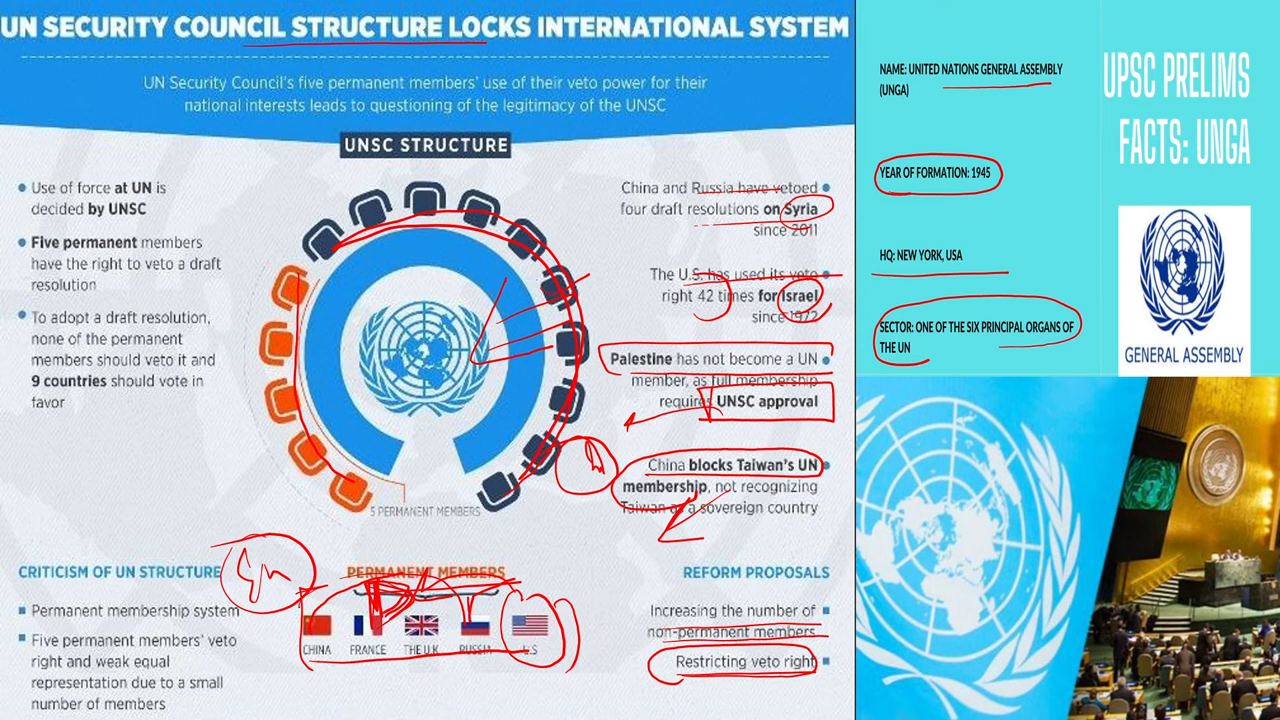 UN SECURITY COUNCIL STRUCTURE LOCKS INTERNATIONAL SYSTEM
UN Security Council's five permanent members' use of their veto power for their
national interests leads to questioning of the legitimacy of the UNSC
UNSC STRUCTURE
Use of force at UN is
decided by UNSC
Five permanent members
have the right to veto a draft
resolution
To adopt a draft resolution,
none of the permanent
members should veto it and
9 countries should vote in
favor
5 PERMANENT MEMBERS
China and Russia have vetoed
four draft resolutions on Syria
since 2011
The U.S. has used its veto
right 42 times for Israel
since 1972
Palestine has not become a UN
member, as full membership
requires UNSC approval
China blocks Taiwan's UN
membership, not recognizing
Taiwan as a sovereign country
CRITICISM OF UN STRUCTURE
Permanent membership system
Five permanent members' veto
right and weak equal
representation due to a small
number of members
PERMANENT MEMBERS
CHINA FRANCE THE U.K RUSSIA U.S
REFORM PROPOSALS
Increasing the number of
non-permanent members
Restricting veto right
NAME: UNITED NATIONS GENERAL ASSEMBLY
(UNGA)
YEAR OF FORMATION: 1945
HQ: NEW YORK, USA
SECTOR: ONE OF THE SIX PRINCIPAL ORGANS OF
THE UN
UPSC PRELIMS
FACTS: UNGA
GENERAL ASSEMBLY